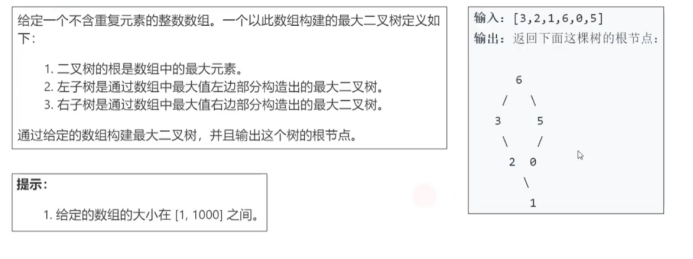 给定一个不含重复元素的整数数组。一个以此数组构建的最大二叉树定义如
下：
1. 二叉树的根是数组中的最大元素。
2. 左子树是通过数组中最大值左边部分构造出的最大二叉树。
3. 右子树是通过数组中最大值右边部分构造出的最大二叉树。
通过给定的数组构建最大二叉树，并且输出这个树的根节点。
提示：
1. 给定的数组的大小在 [1, 1000] 之间。
输入：[3,2,1,6,0,5]
输出：返回下面这棵树的根节点：
6
/ \
3 5
\ /
2 0
\
1